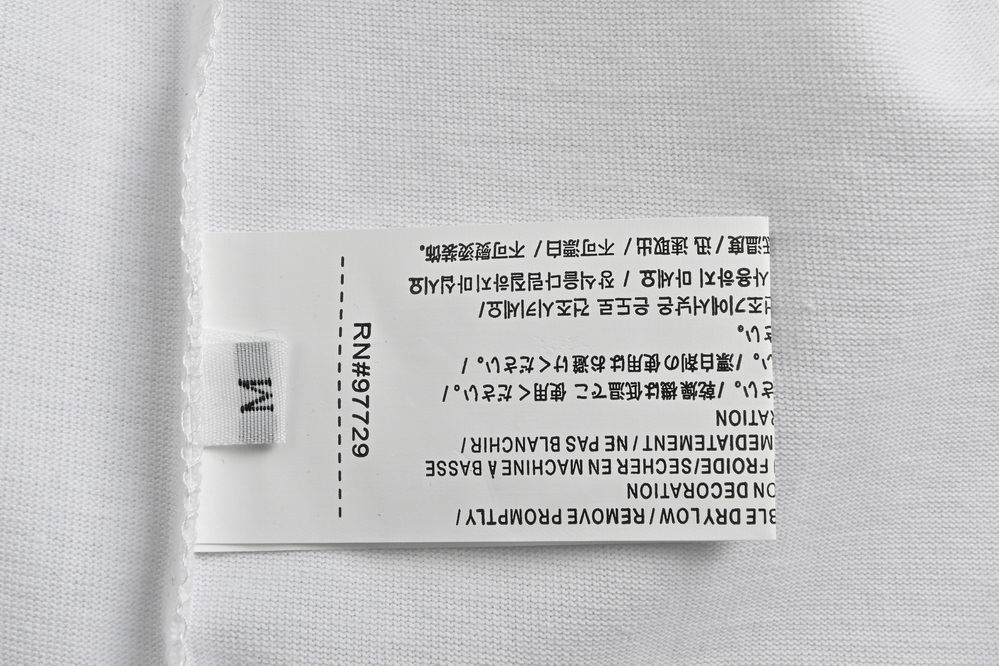 BLE DRY LOW / REMOVE PROMPTLY /
ON DECORATION
FROIDE/SECHER EN MACHINE À BASSE
MEDIATEMENT / NE PAS BLANCHIR /
RATION
さい。/ 乾燥機は低温でご 使用ください。/
い。/ 漂白剤の使用はお避けください。/
さい。
건조기에서낮은 온도로 건조시키세요/
사용하지 마세요 / 장식을다림질하지마십시요
低温度 / 迅 速取出 / 不可漂白 / 不可熨烫装饰。
RN#97729
M